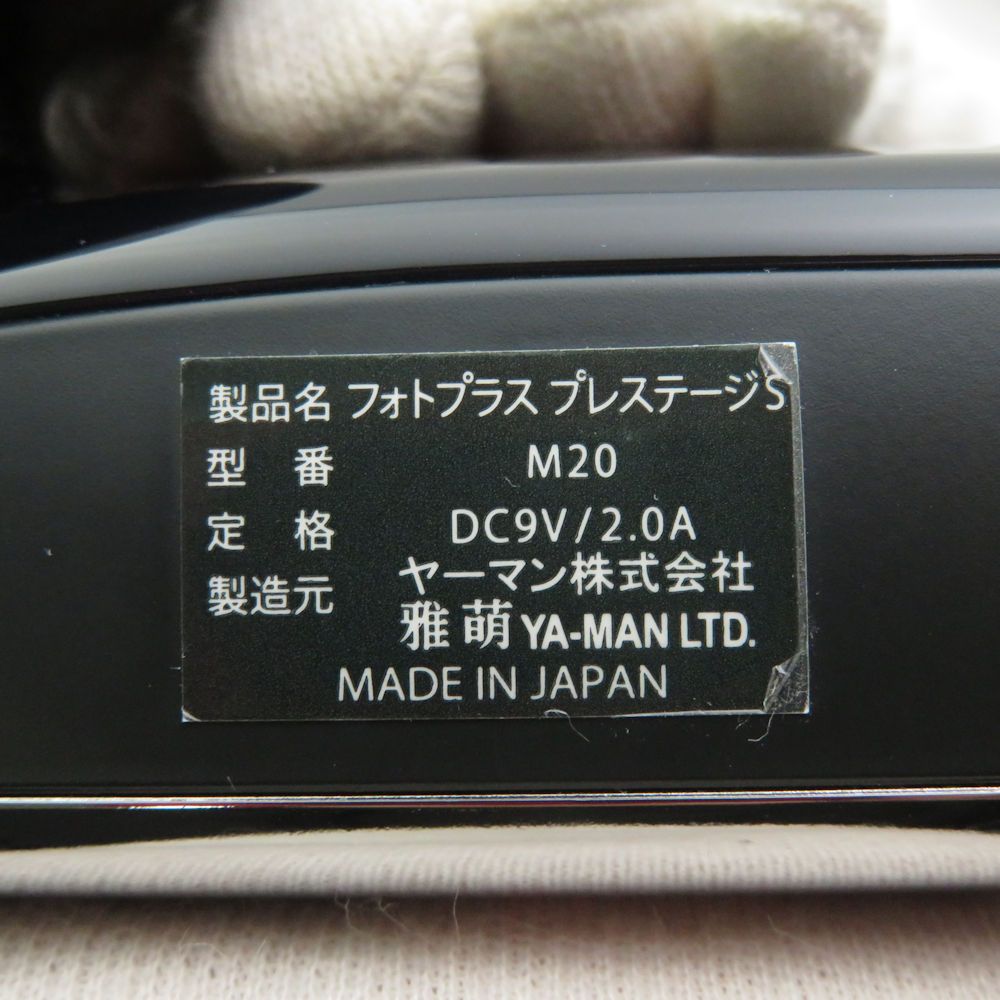 製品名 フォトプラス プレステージS
型番 M20
定格 DC9V/2.0A
製造元 ヤーマン株式会社
雅萌 YA-MAN LTD.
MADE IN JAPAN